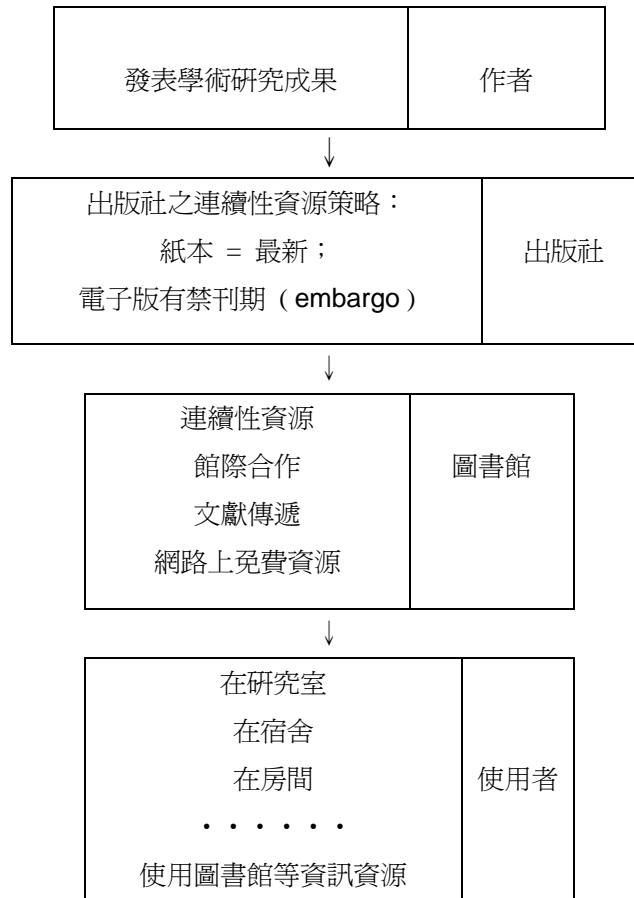 發表學術研究成果
作者
↓
出版社之連續性資源策略：
紙本 = 最新；
電子版有禁刊期（embargo）
出版社
↓
連續性資源
館際合作
文獻傳遞
網路上免費資源
圖書館
↓
在研究室
在宿舍
在房間
・・・・・・
使用圖書館等資訊資源
使用者